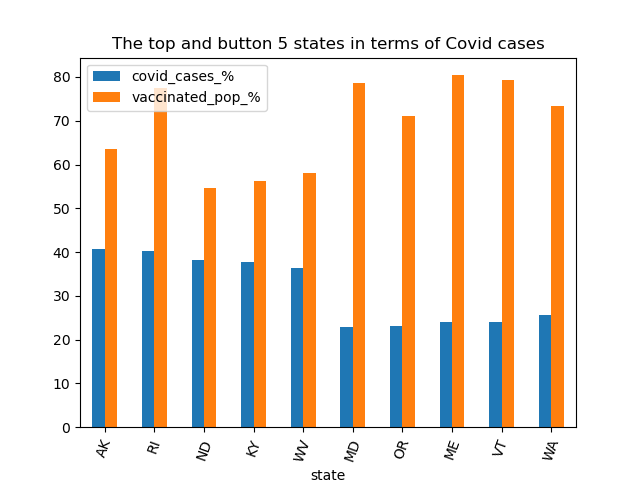 The top and button 5 states in terms of Covid cases
covid_cases_%
vaccinated_pop_%
80
70
60
50
40
30
20
10
0
AK RI ND KY WV MD OR ME VT WA
state